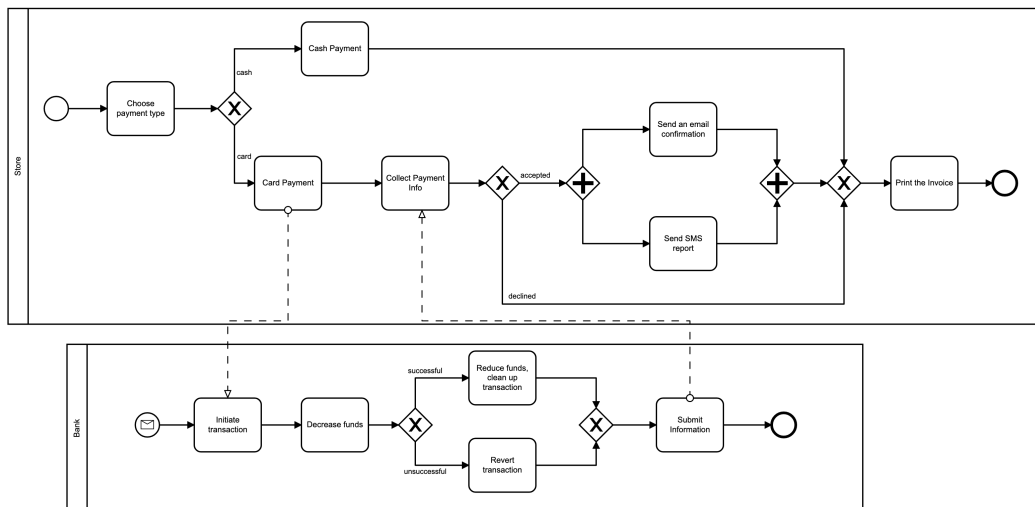 Store
Choose
payment type
cash
card
Cash Payment
Card Payment
Collect Payment
Info
accepted
declined
Send an email
confirmation
Send SMS
report
Print the Invoice
Bank
Initiate
transaction
Decrease funds
successful
unsuccessful
Reduce funds,
clean up
transaction
Revert
transaction
Submit
Information